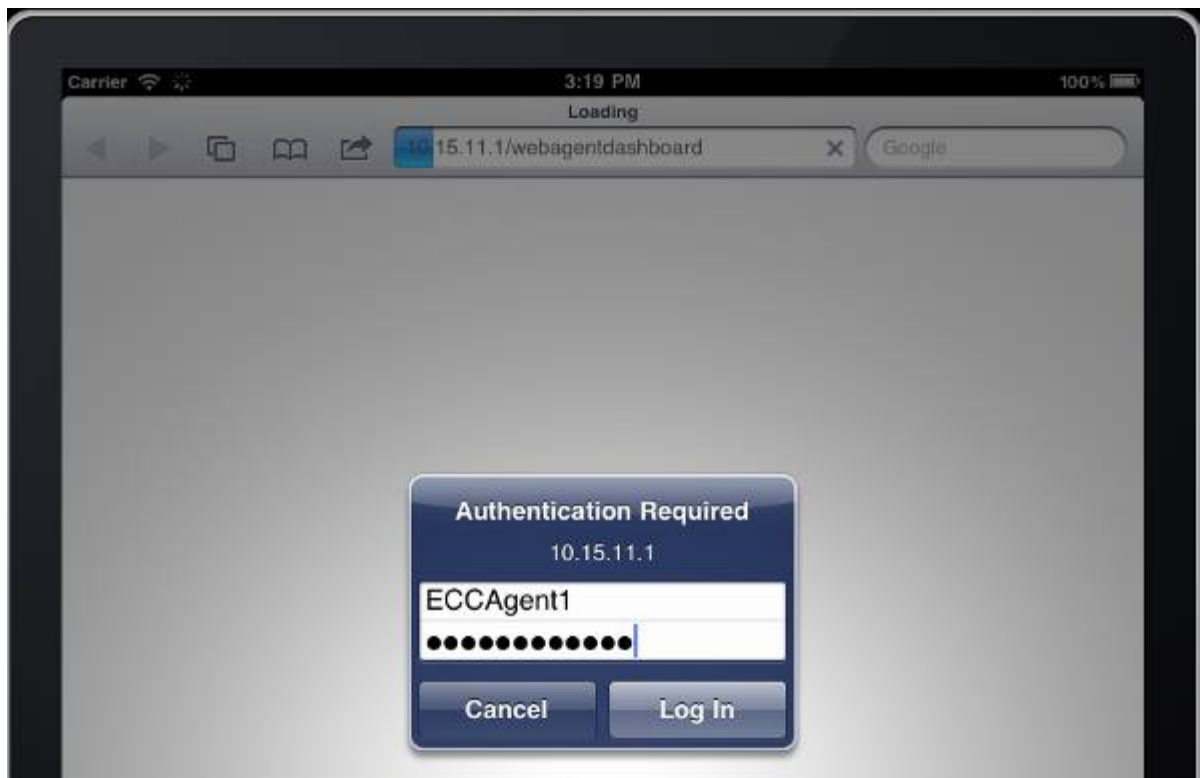 Carrier 3:19 PM 100%
Loading
10.15.11.1/webagentdashboard Google
Authentication Required
10.15.11.1
ECCAgent1
●●●●●●●●●●●●
Cancel Log In